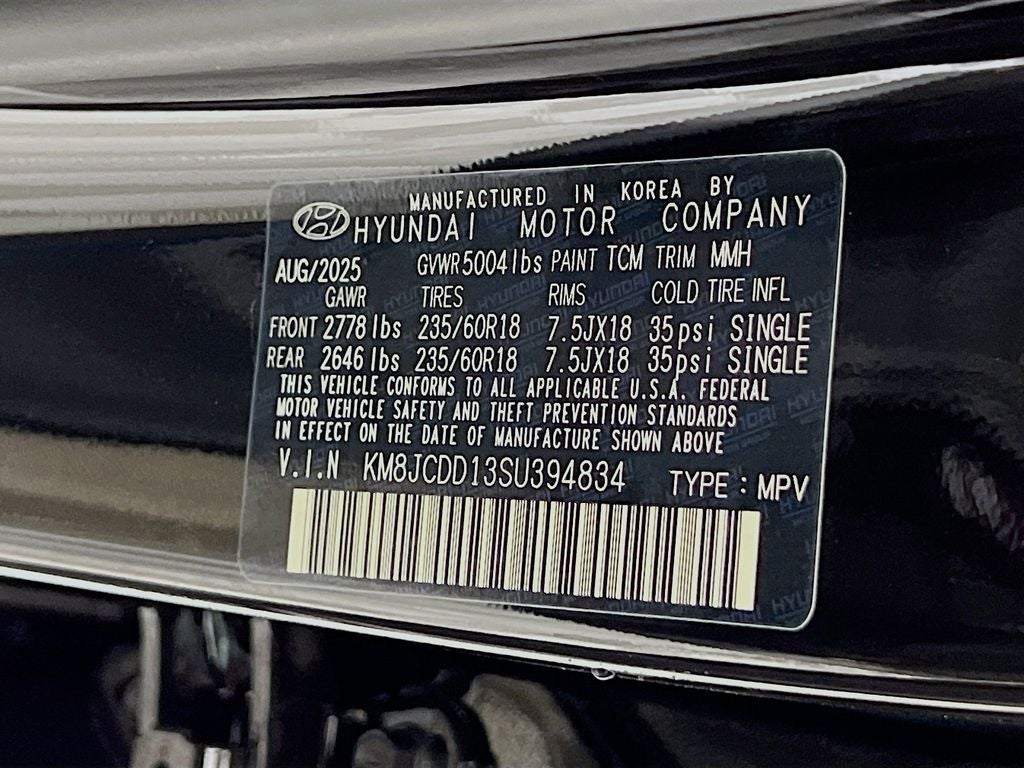 MANUFACTURED IN KOREA BY
HYUNDAI MOTOR COMPANY
AUG/2025 GVWR 5004lbs PAINT TCM TRIM MMH
GAWR TIRES RIMS COLD TIRE INFL
FRONT 2778lbs 235/60R18 7.5JX18 35psi SINGLE
REAR 2646lbs 235/60R18 7.5JX18 35psi SINGLE
THIS VEHICLE CONFORMS TO ALL APPLICABLE U.S.A. FEDERAL
MOTOR VEHICLE SAFETY AND THEFT PREVENTION STANDARDS
IN EFFECT ON THE DATE OF MANUFACTURE SHOWN ABOVE
V.I.N KM8JCDD13SU394834 TYPE : MPV